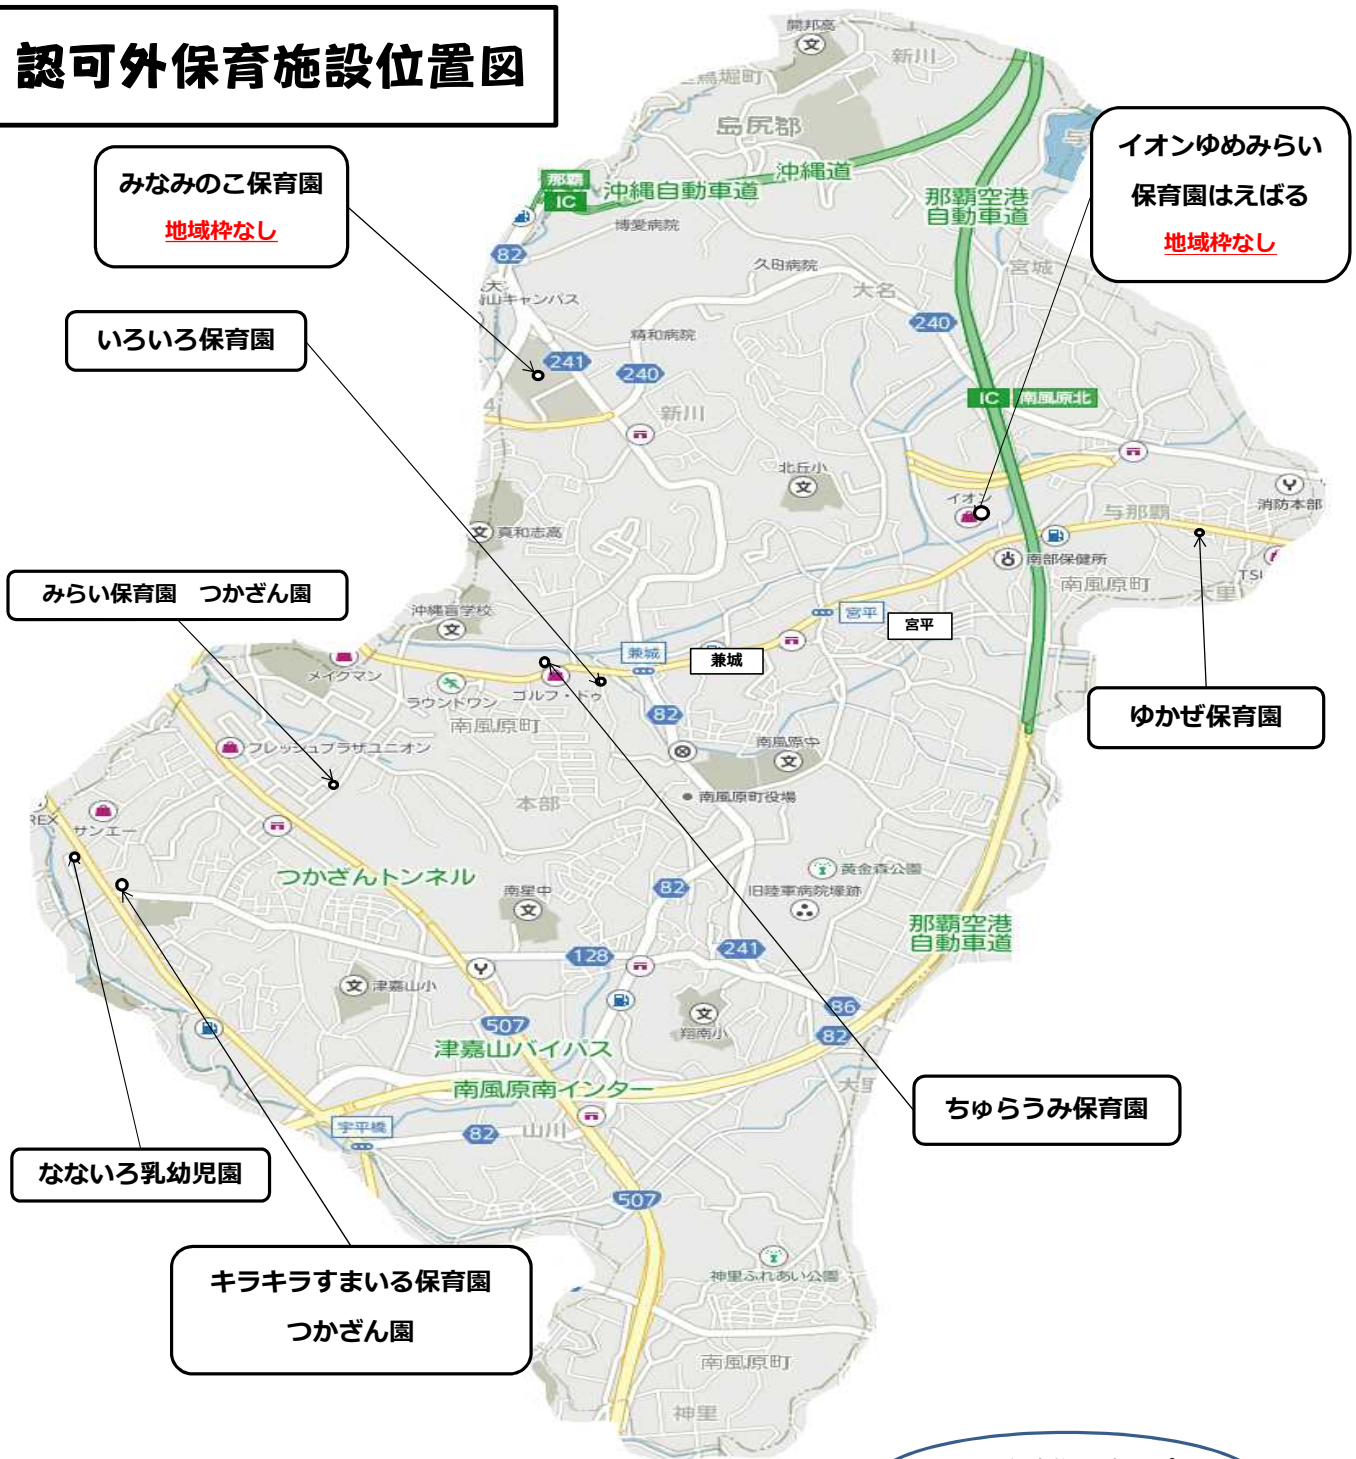 認可外保育施設位置図
開邦高
新川
鳥堀町
島尻郡
みなみのこ保育園
地域枠なし
イオンゆめみらい
保育園はえばる
地域枠なし
那覇
IC
沖縄自動車道
沖縄道
那覇空港
自動車道
博愛病院
82
久田病院
宮城
大名
山キャンパス
240
精和病院
いろいろ保育園
241
240
新川
IC
南風原北
北丘小
イオン
与那覇
消防本部
真和志高
南部保健所
南風原町
大里
みらい保育園 つかざん園
沖縄盲学校
宮平
宮平
兼城
兼城
メイクマン
ラウンドワン
ゴルフ・ドゥ
南風原町
82
ゆかぜ保育園
フレッシュプラザユニオン
南風原中
本部
南風原町役場
REX
サンエー
つかざんトンネル
黄金森公園
南星中
82
旧陸軍病院壕跡
那覇空港
自動車道
128
241
津嘉山小
86
507
翔南小
82
津嘉山バイパス
南風原南インター
ちゅらうみ保育園
宇平橋
82
山川
なないろ乳幼児園
507
キラキラすまいる保育園
つかざん園
神里ふれあい公園
南風原町
神里